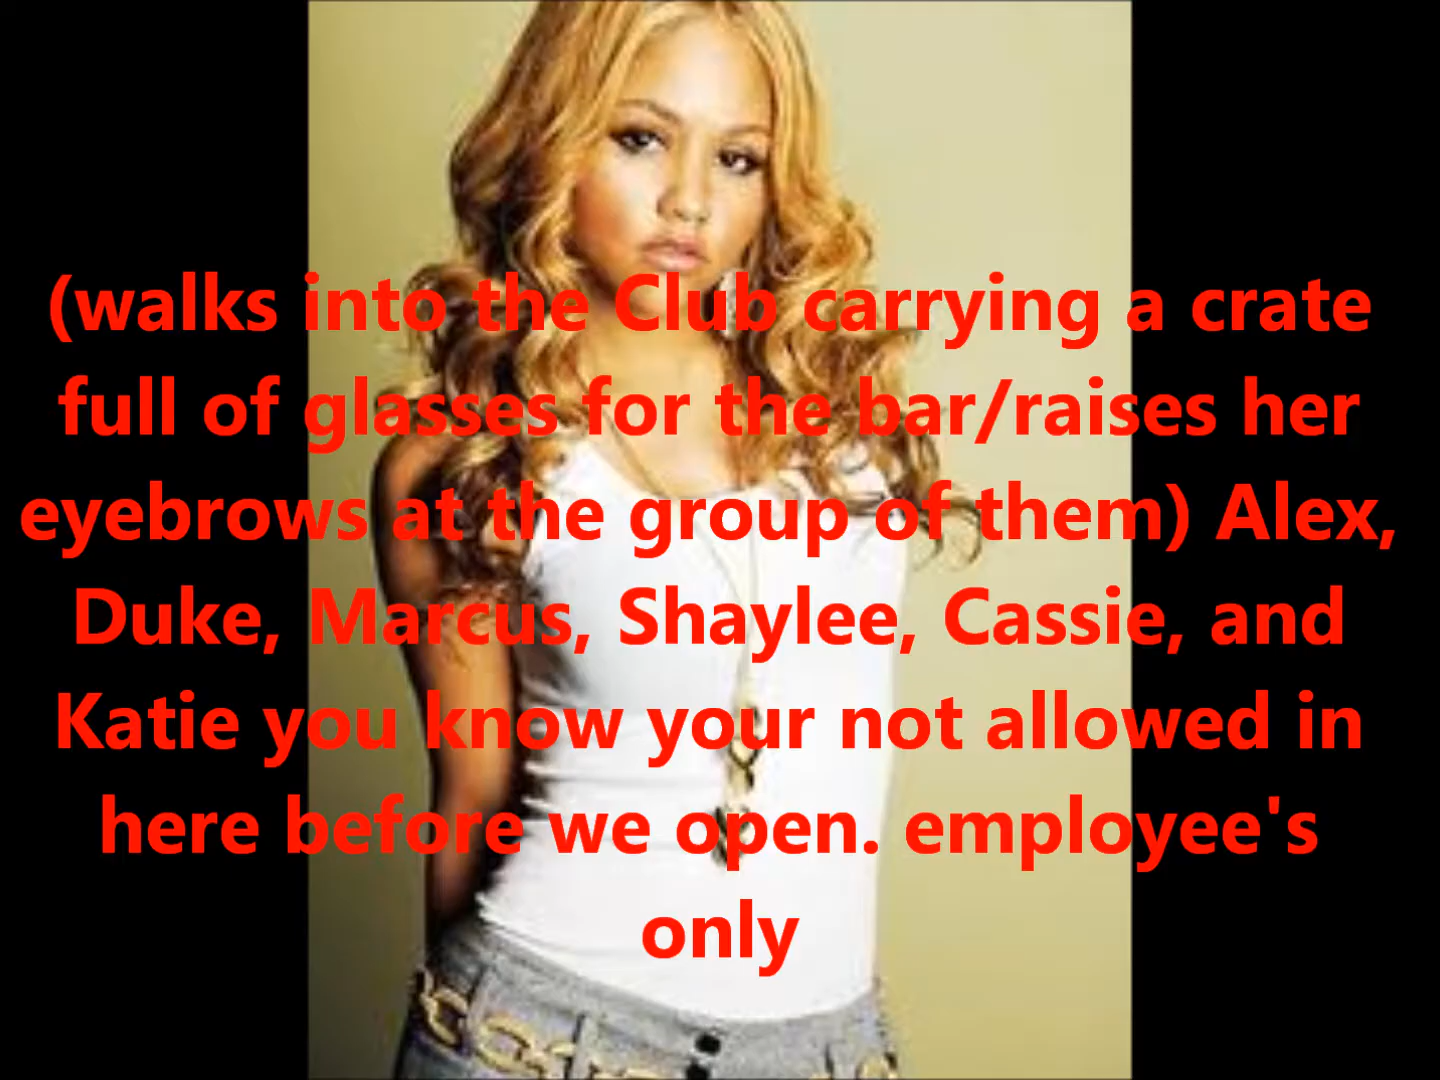 (walks into the Club carrying a crate
full of glasses for the bar/raises her
eyebrows at the group of them) Alex,
Duke, Marcus, Shaylee, Cassie, and
Katie you know your not allowed in
here before we open. employee's
only